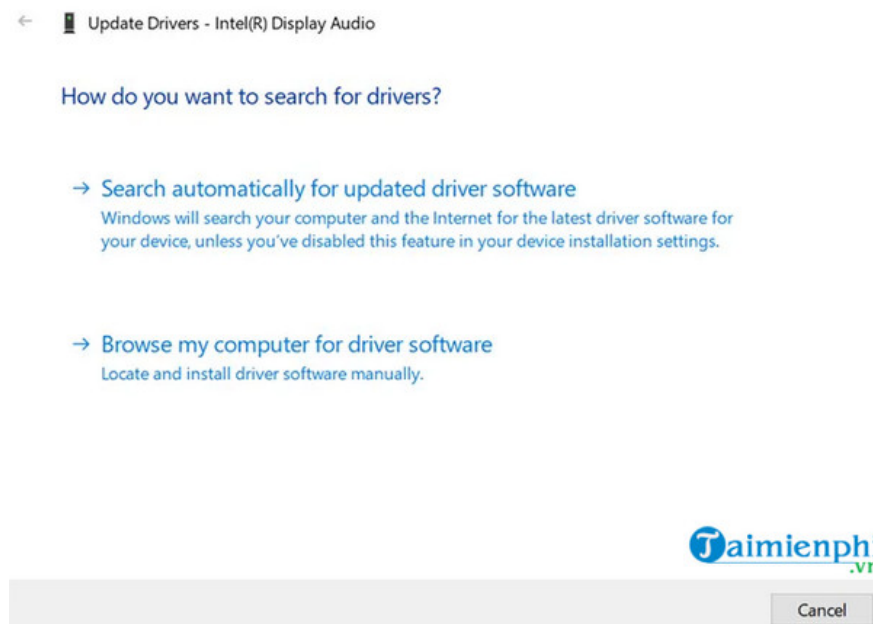 Update Drivers - Intel(R) Display Audio
How do you want to search for drivers?
→ Search automatically for updated driver software
Windows will search your computer and the Internet for the latest driver software for
your device, unless you've disabled this feature in your device installation settings.
→ Browse my computer for driver software
Locate and install driver software manually.
Taimienphi
.vn
Cancel